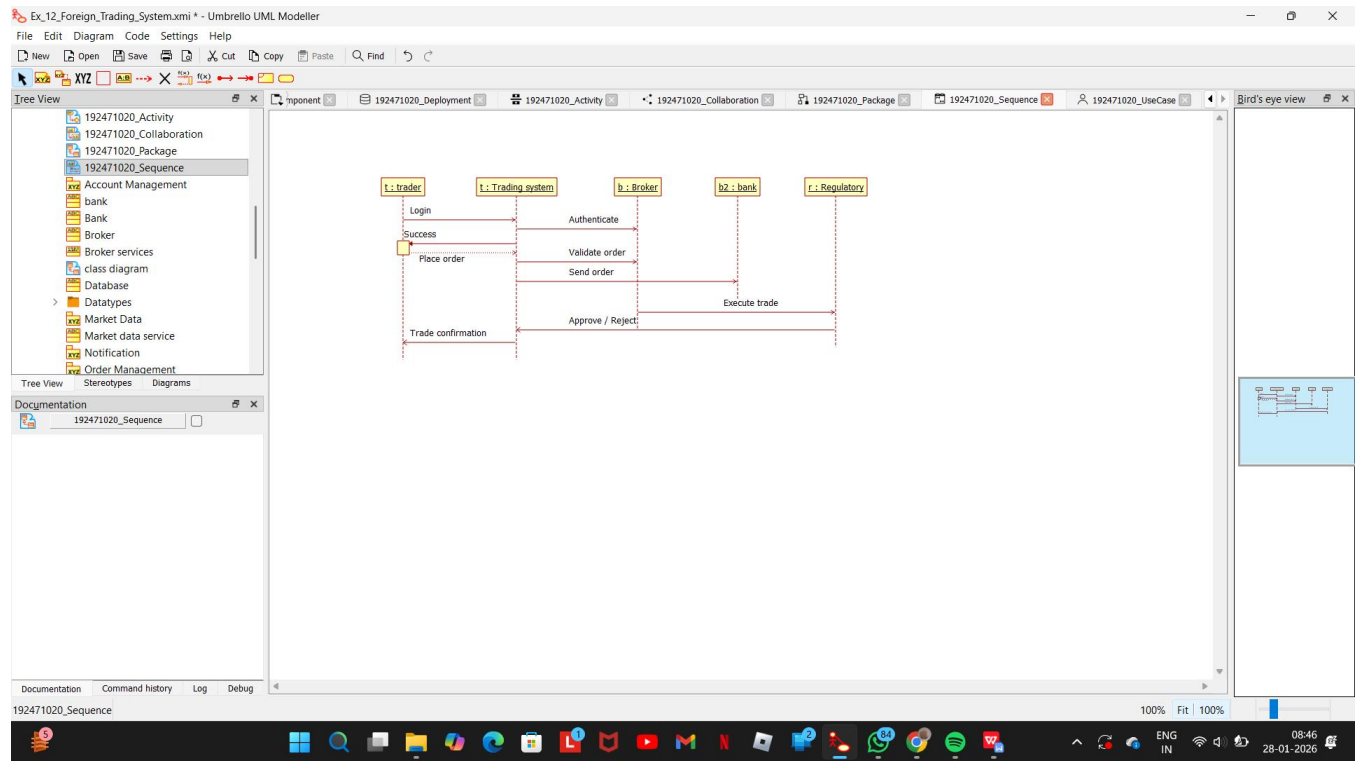 Ex_12_Foreign_Trading_System.xmi * - Umbrello UML Modeller
File Edit Diagram Code Settings Help
New Open Save Cut Copy Paste Find
XYZ XYZ A:B f(x) f(x)
Tree View
mponent 192471020_Deployment 192471020_Activity 192471020_Collaboration 192471020_Package 192471020_Sequence 192471020_UseCase
Bird's eye view
192471020_Activity
192471020_Collaboration
192471020_Package
192471020_Sequence
Account Management
bank
Bank
Broker
Broker services
class diagram
Database
Datatypes
Market Data
Market data service
Notification
Order Management
Tree View Stereotypes Diagrams
Documentation
192471020_Sequence
t : trader
t : Trading system
b : Broker
b2 : bank
r : Regulatory
Login
Authenticate
Success
Validate order
Place order
Send order
Execute trade
Approve / Reject
Trade confirmation
Documentation Command history Log Debug
192471020_Sequence
100% Fit 100%
5
2
84
ENG
IN
08:46
28-01-2026